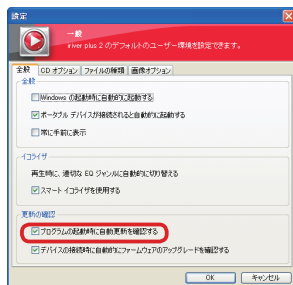 設定
一般
iriver plus 2 のデフォルトのユーザー環境を設定できます。
全般 CD オプション ファイルの種類 画像オプション
全般
Windows の起動時に自動的に起動する
ポータブル デバイスが接続されると自動的に起動する
常に手前に表示
イコライザ
再生時に、適切な EQ ジャンルに自動的に切り替える
スマート イコライザを使用する
更新の確認
プログラムの起動時に自動更新を確認する
デバイスの接続時に自動的にファームウェアのアップグレードを確認する
OK キャンセル